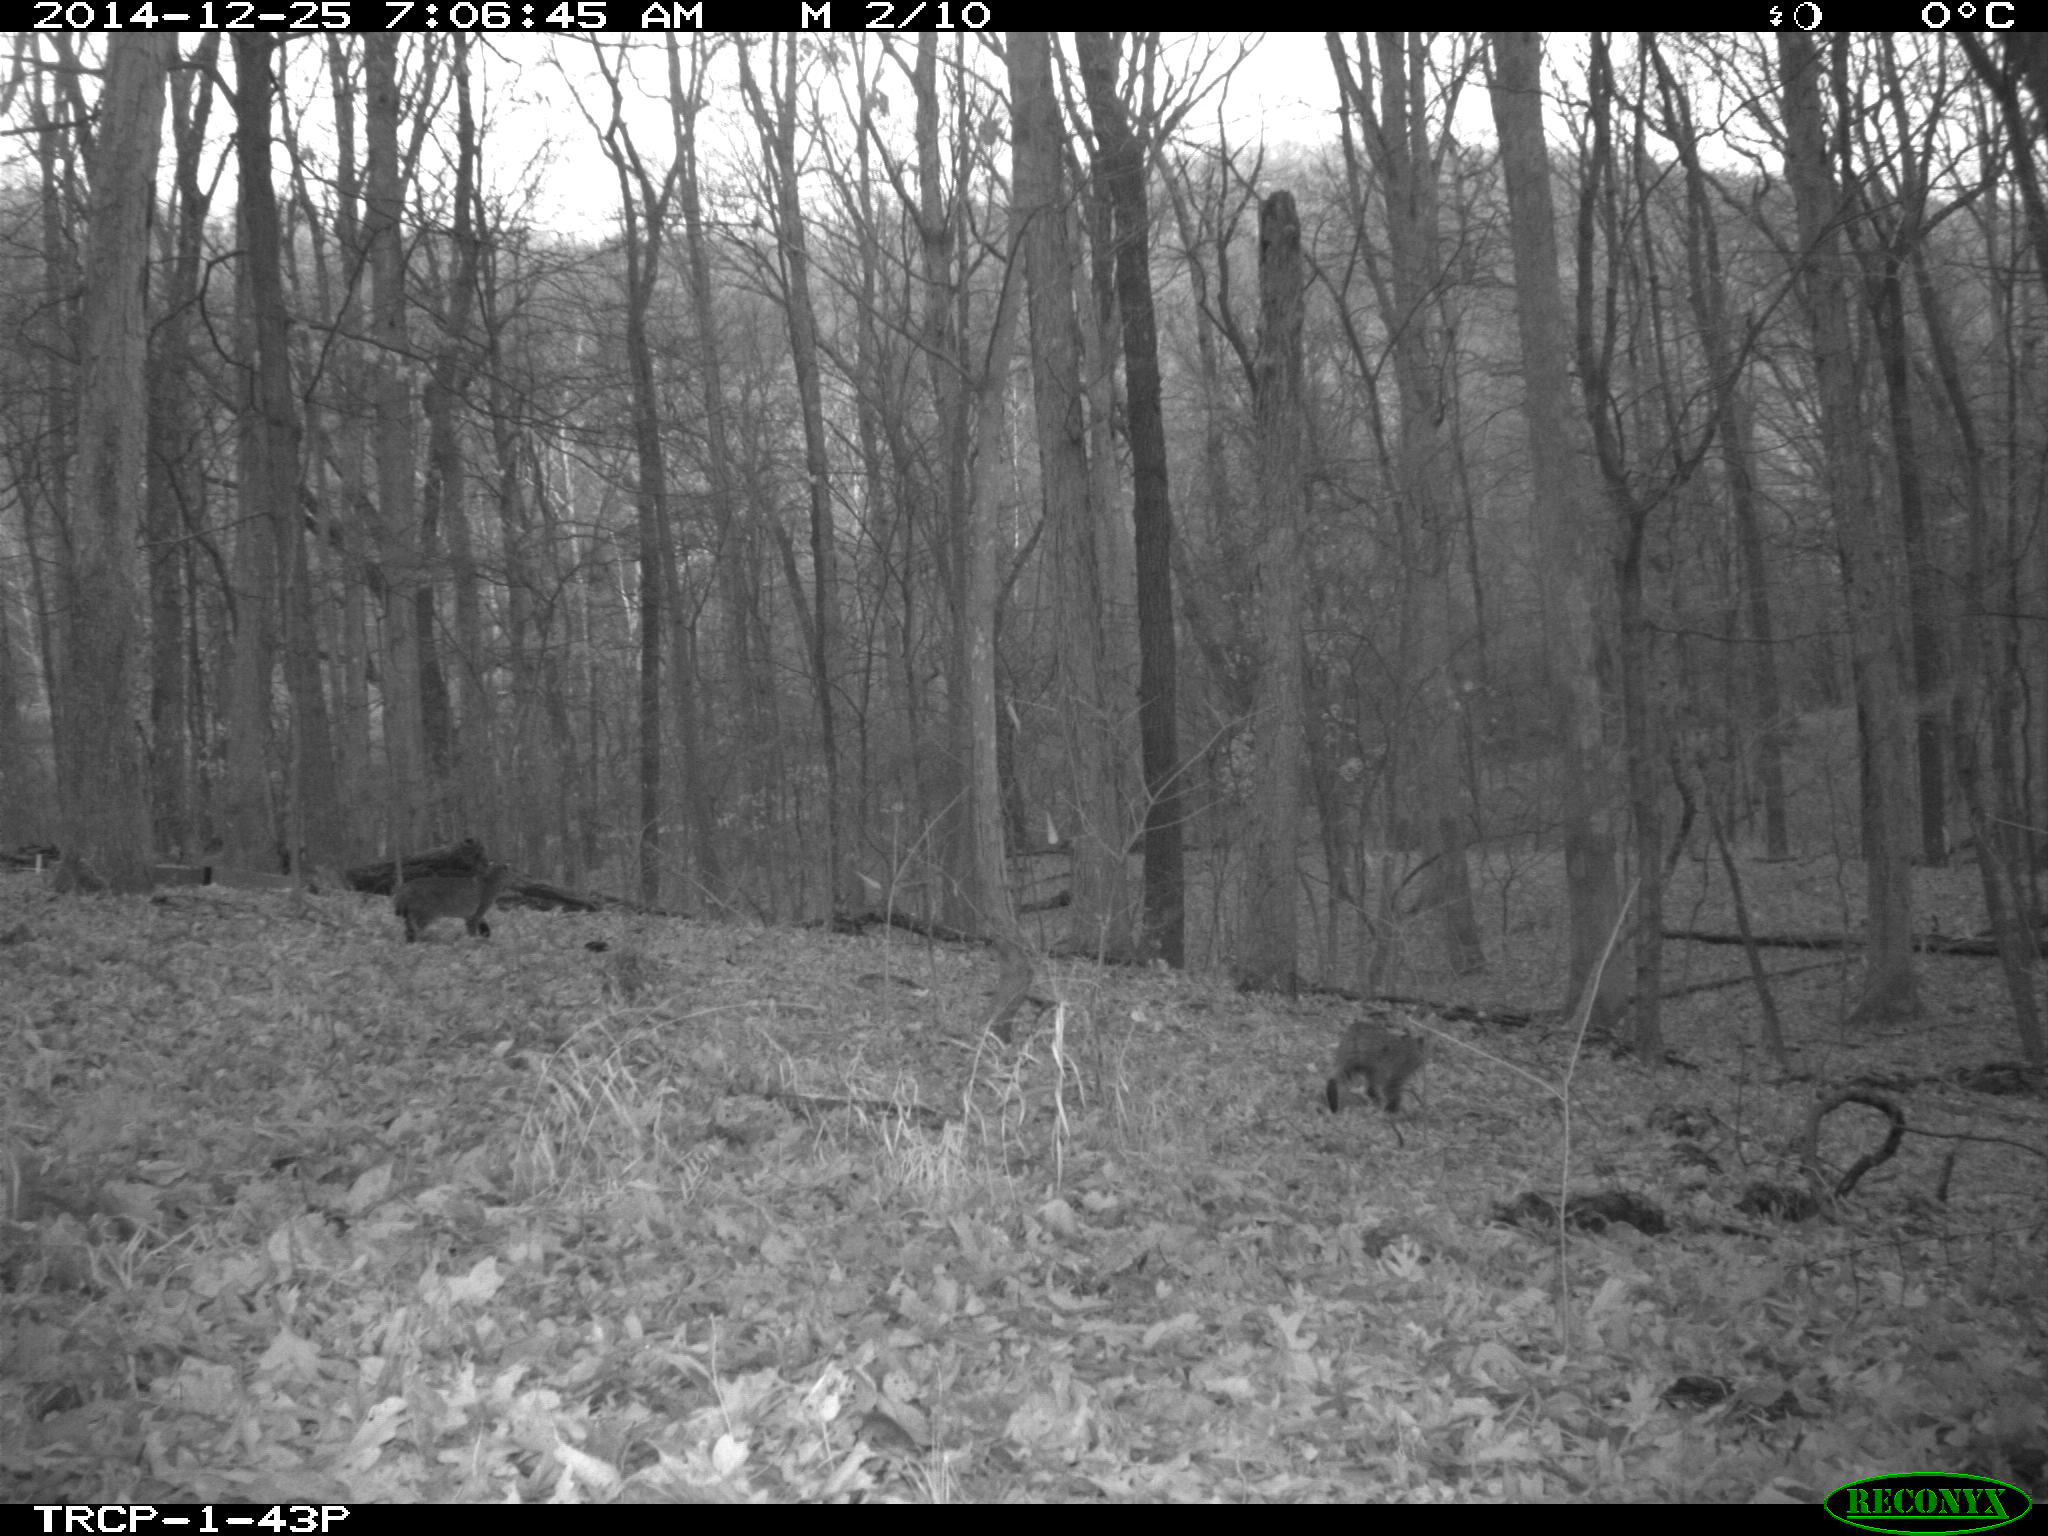 2014-12-25 7:06:45 AM M 2/10 0°C
TRCP-1-43P
RECONYX